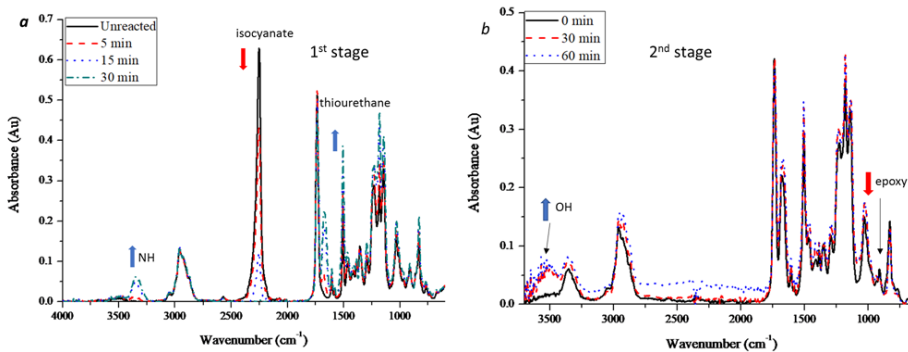 a
Unreacted
5 min
15 min
30 min
isocyanate
1st stage
thiourethane
NH
0.7
0.6
0.5
0.4
0.3
0.2
0.1
0.0
Absorbance (Au)
4000 3500 3000 2500 2000 1500 1000
Wavenumber (cm-1)
b
0 min
30 min
60 min
2nd stage
epoxy
OH
0.5
0.4
0.3
0.2
0.1
0.0
Absorbance (Au)
3500 3000 2500 2000 1500 1000
Wavenumber (cm-1)